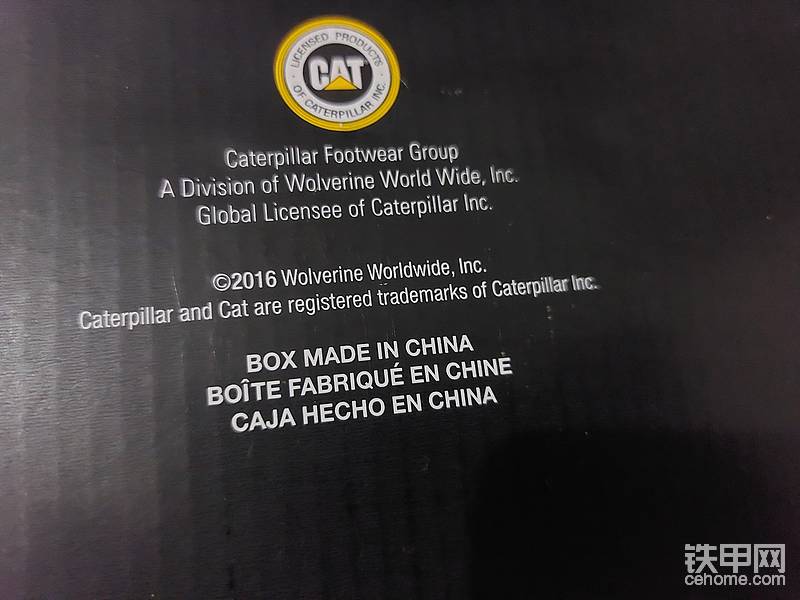 LICENSED PRODUCTS
CAT
OF CATERPILLAR INC.
Caterpillar Footwear Group
A Division of Wolverine World Wide, Inc.
Global Licensee of Caterpillar Inc.
©2016 Wolverine Worldwide, Inc.
Caterpillar and Cat are registered trademarks of Caterpillar Inc.
BOX MADE IN CHINA
BOÎTE FABRIQUÉ EN CHINE
CAJA HECHO EN CHINA
铁甲网
cehome.com